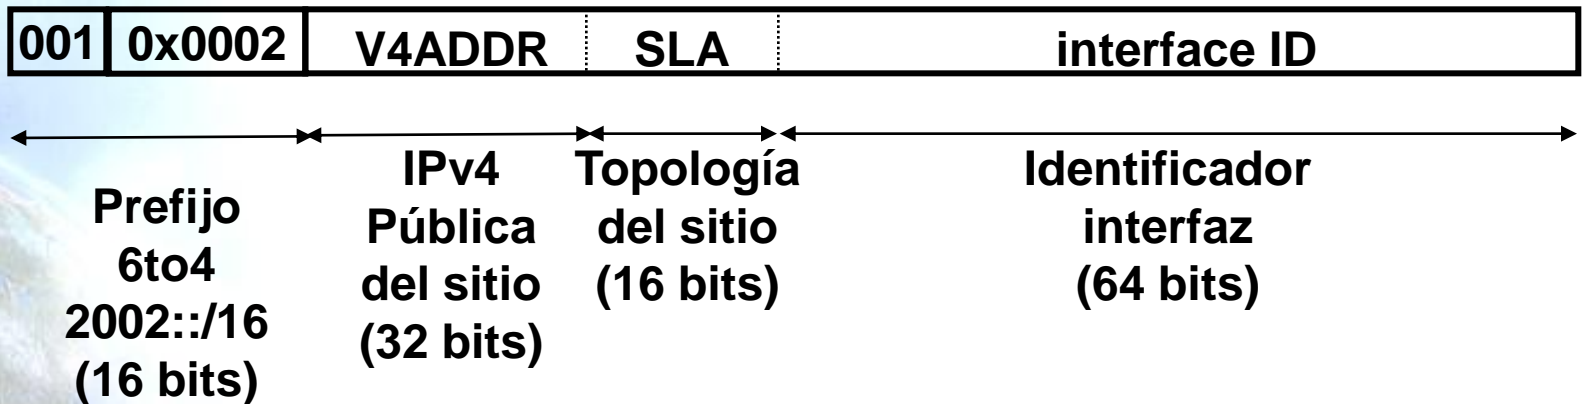 001 0x0002 V4ADDR SLA interface ID
Prefijo
6to4
2002::/16
(16 bits)
IPv4
Pública
del sitio
(32 bits)
Topología
del sitio
(16 bits)
Identificador
interfaz
(64 bits)